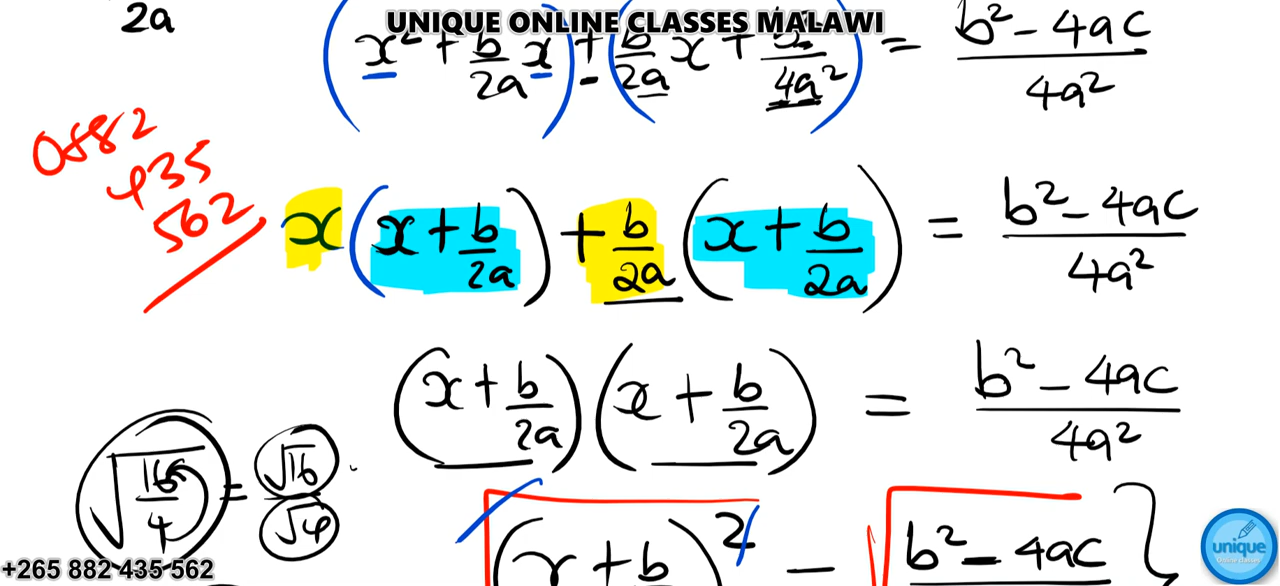 UNIQUE ONLINE CLASSES MALAWI
2a
(x² + b/2a x) + (b/2a x + b²/4a²) = b² - 4ac / 4a²
0882
435
562
x(x + b/2a) + b/2a (x + b/2a) = b² - 4ac / 4a²
(x + b/2a)(x + b/2a) = b² - 4ac / 4a²
√(16/4) = √16 / √4
(x + b)² = √ b² - 4ac
+265 882 435 562
unique
Online classes